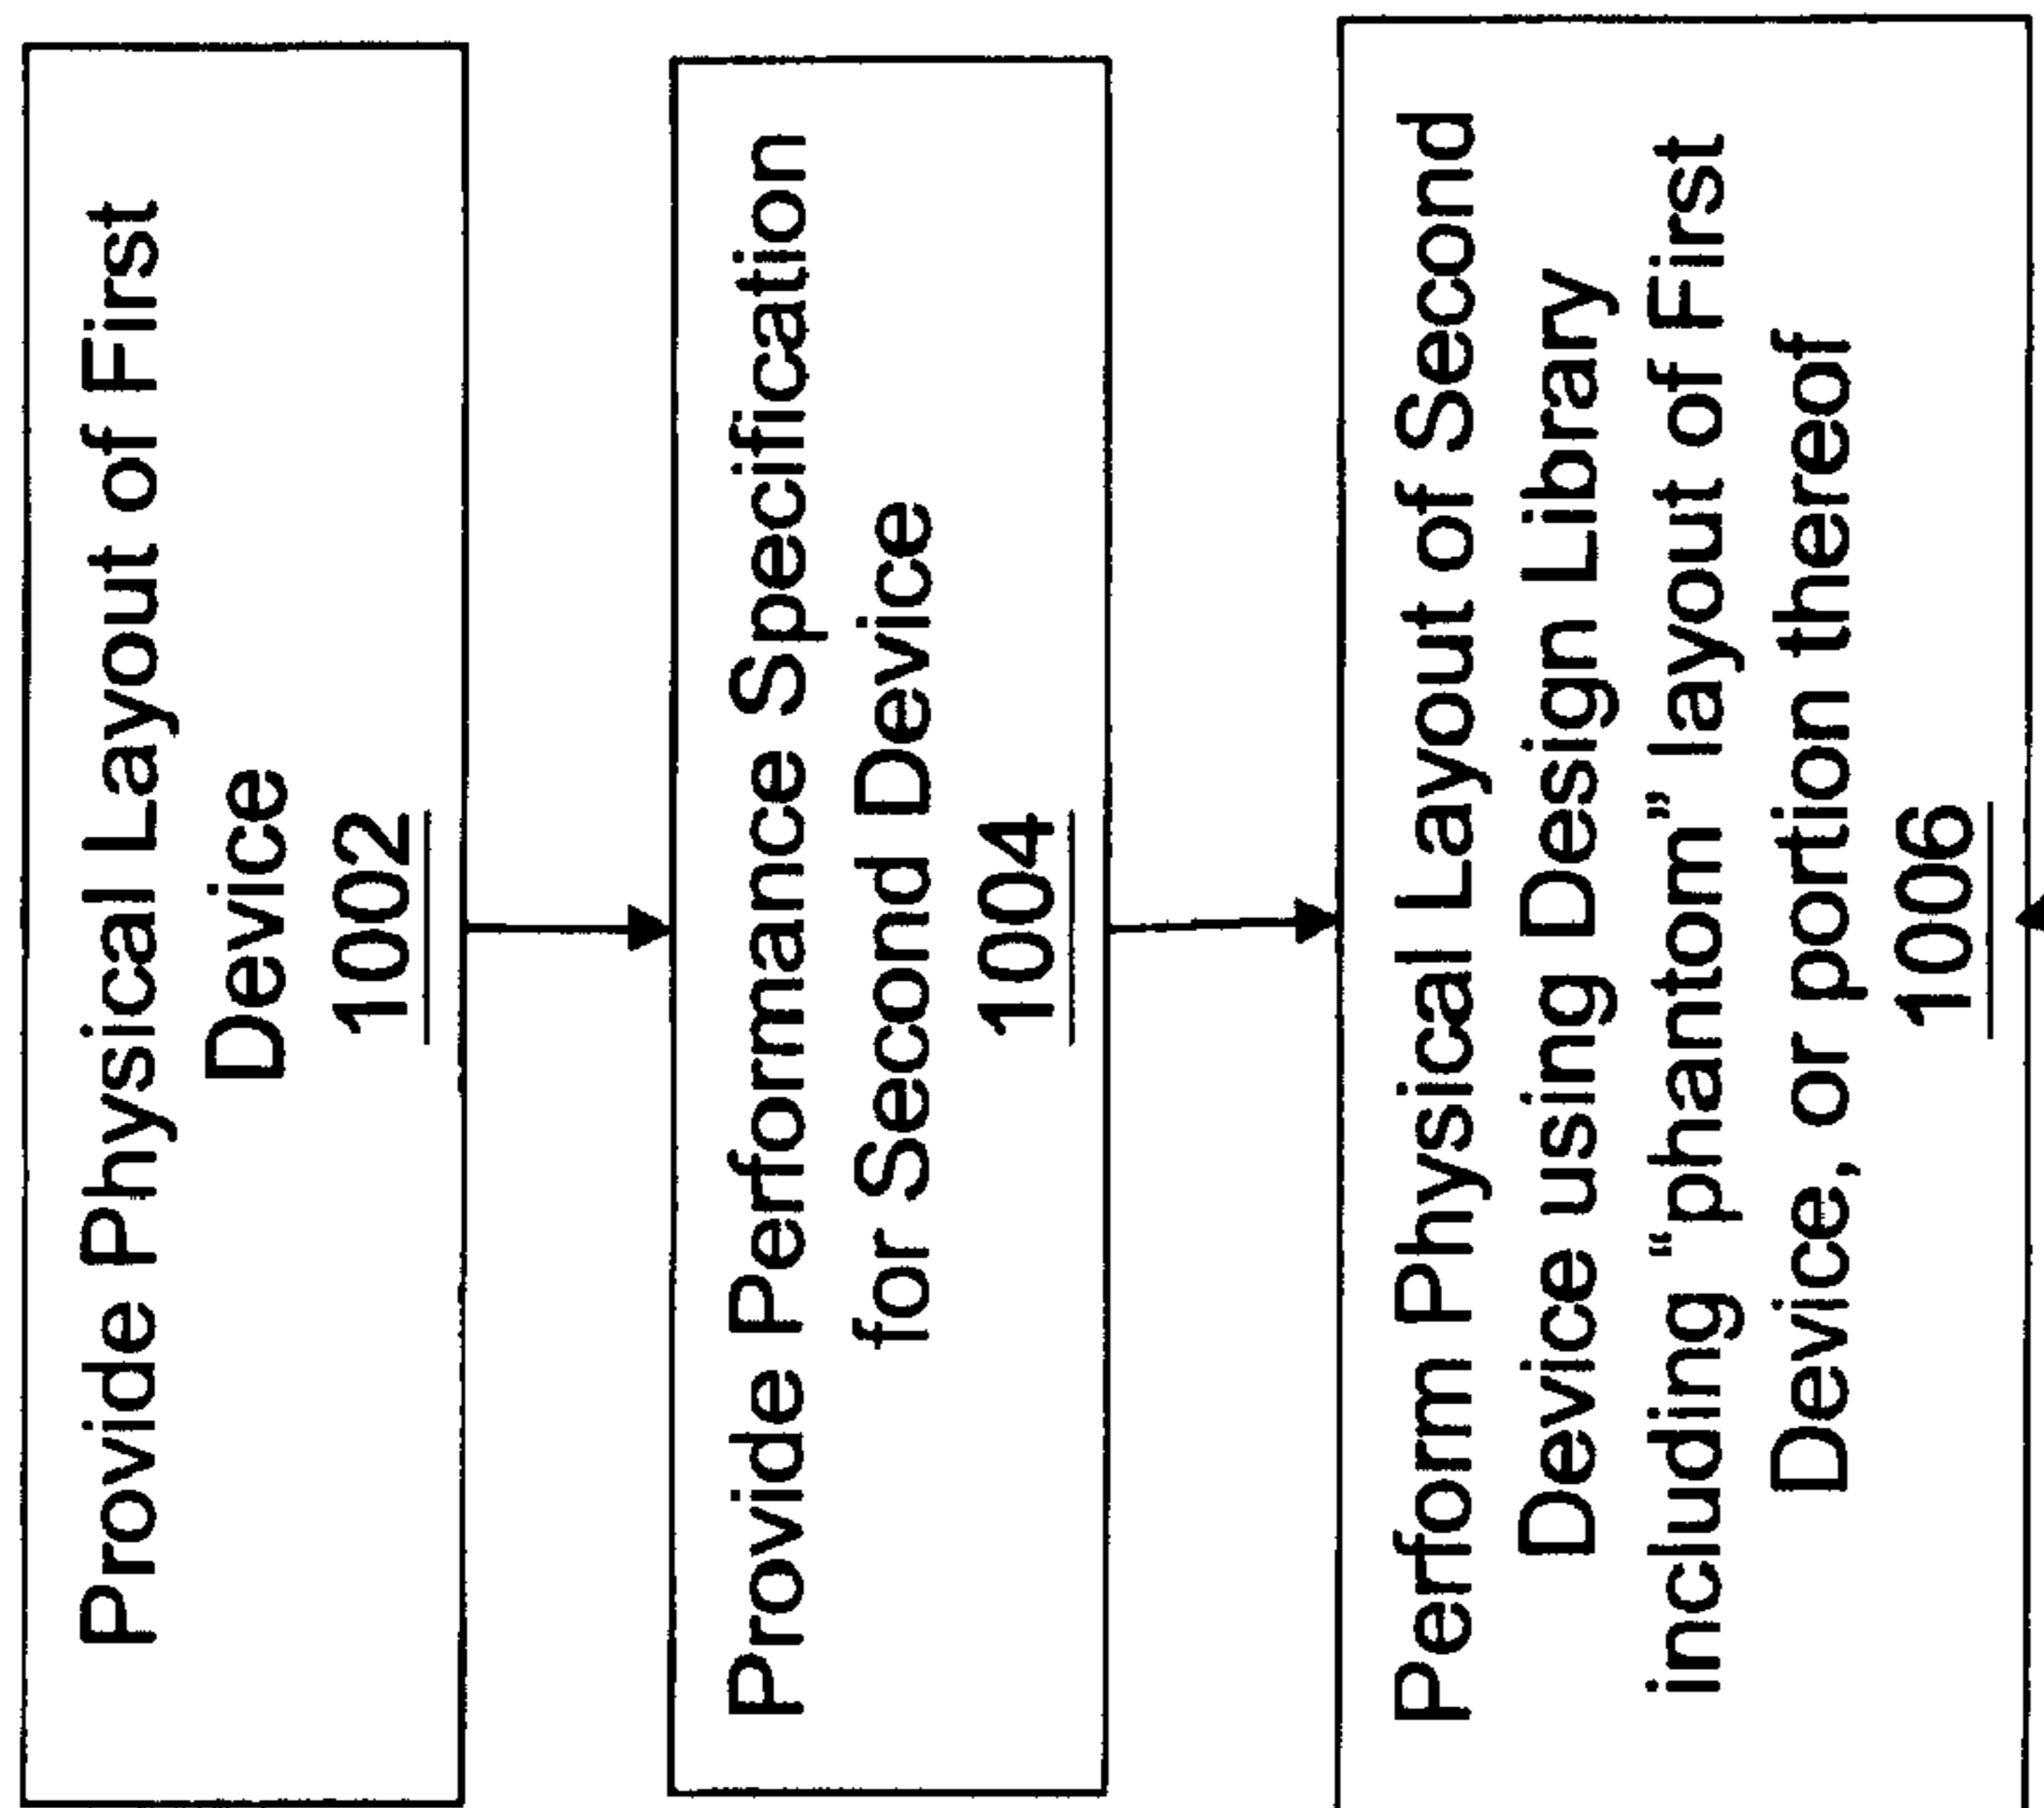 Provide Physical Layout of First
Device
1002
Provide Performance Specification
for Second Device
1004
Perform Physical Layout of Second
Device using Design Library
including “phantom” layout of First
Device, or portion thereof
1006